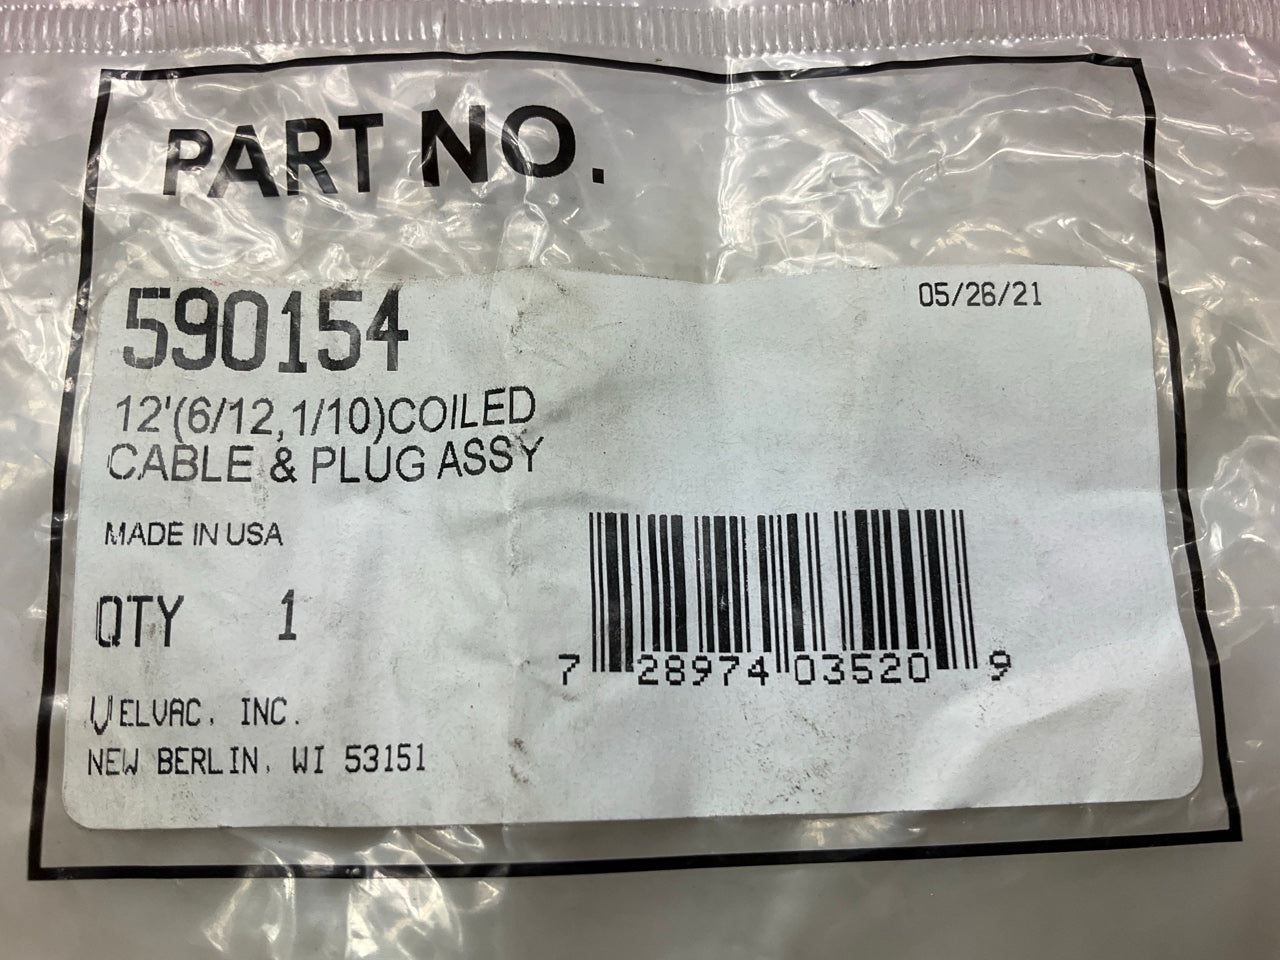 PART NO.
590154
05/26/21
12'(6/12,1/10)COILED
CABLE & PLUG ASSY
MADE IN USA
QTY 1
7 28974 03520 9
VELVAC, INC.
NEW BERLIN, WI 53151